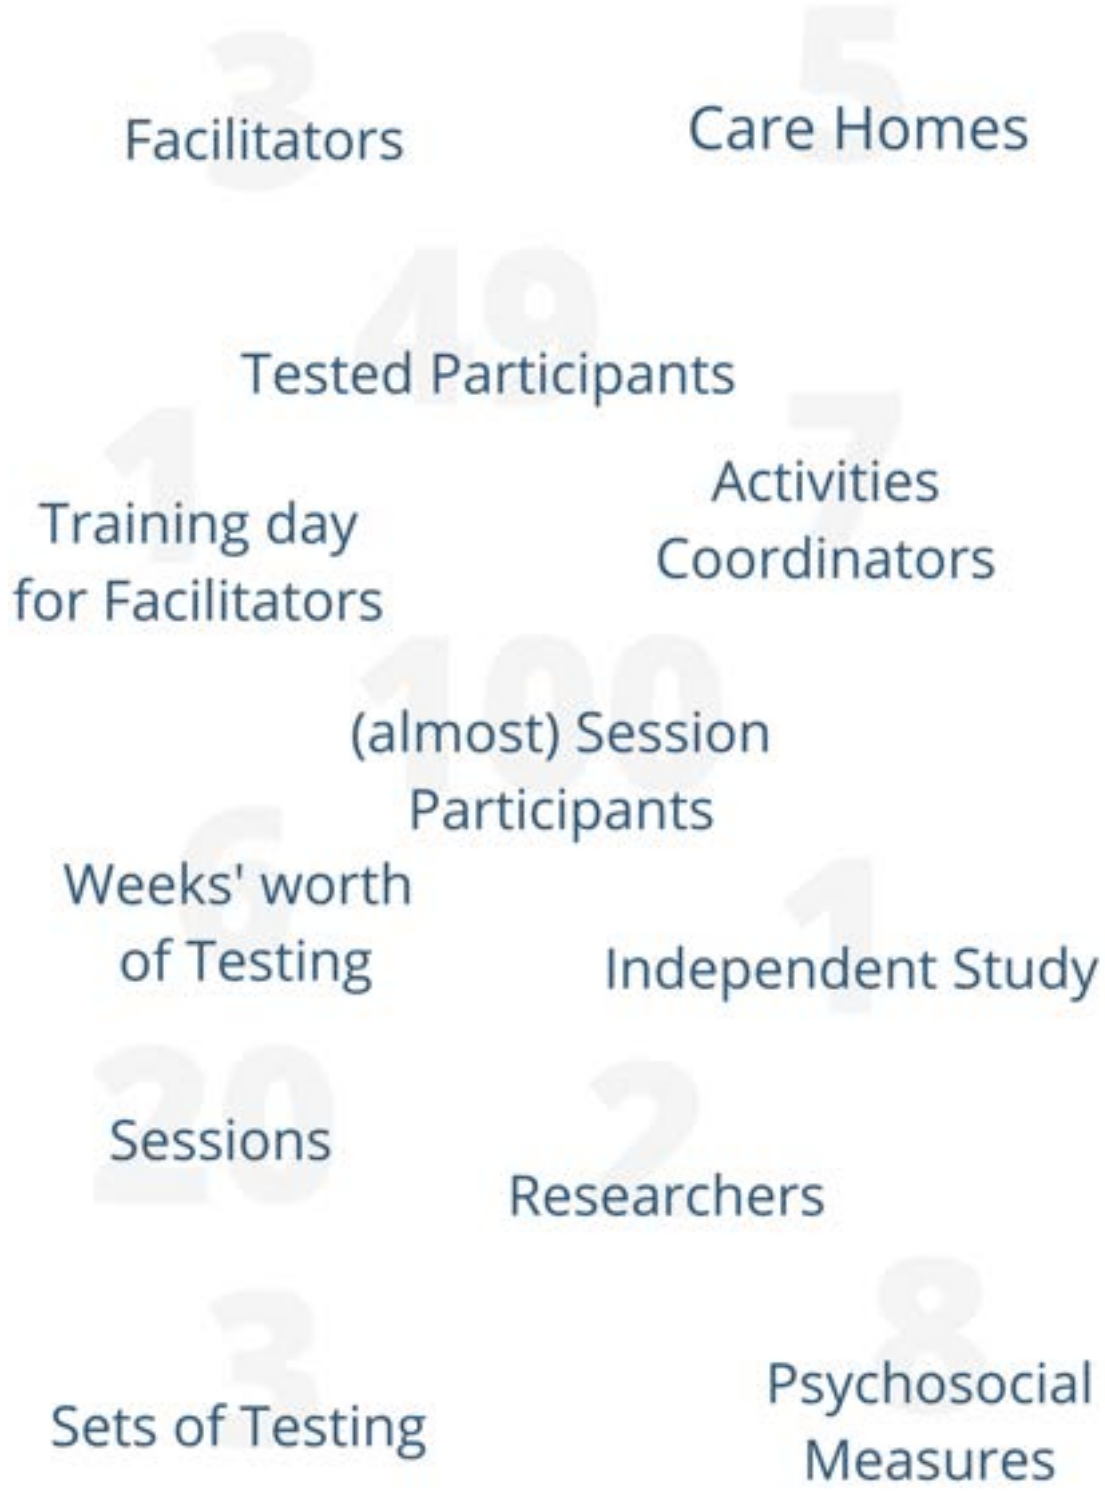 3
Facilitators
5
Care Homes
49
Tested Participants
1
Training day
for Facilitators
7
Activities
Coordinators
100
(almost) Session
Participants
6
Weeks' worth
of Testing
1
Independent Study
20
Sessions
2
Researchers
3
Sets of Testing
8
Psychosocial
Measures